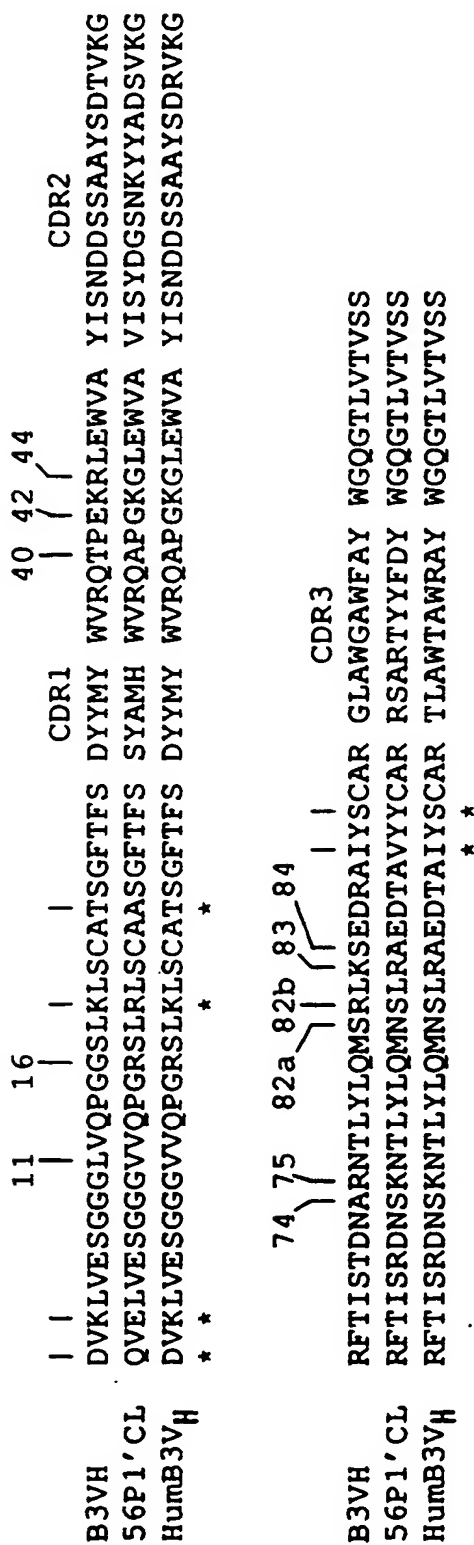 11 16 CDR1 40 42 44 CDR2
B3VH DVKLVESGGGLVQPGGSLKLSCATSGFTFS DYYMY WVRQTPEKRLEWVA YISNDDSSAAYSDTVKG
56P1'CL QVELVESGGGVVQPGRSLRLSCAASGFTFS SYAMH WVRQAPGKGLEWVA VISYDGSNKYYADSVKG
HumB3VH DVKLVESGGGVVQPGRSLKLSCATSGFTFS DYYMY WVRQAPGKGLEWVA YISNDDSSAAYSDRVKG
* * * *
74 75 82a 82b 83 84 CDR3
B3VH RFTISTDNARNTLYLQMSRLKSEDRAIYSCAR GLAWGAWFAY WGQGTLVTVSS
56P1'CL RFTISRDNSKNTLYLQMNSLRAEDTAVYYCAR RSARTYYFDY WGQGTLVTVSS
HumB3VH RFTISRDNSKNTLYLQMNSLRAEDTAIYSCAR TLAWTAWRAY WGQGTLVTVSS
* *